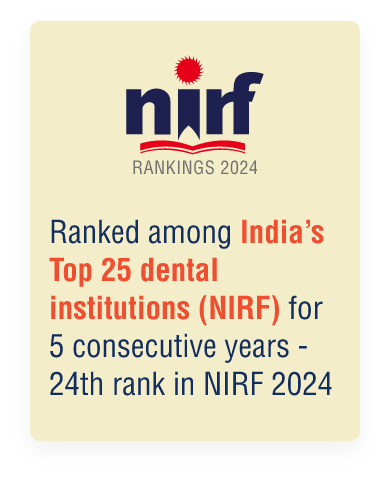 nirf
RANKINGS 2024
Ranked among India's
Top 25 dental
institutions (NIRF) for
5 consecutive years -
24th rank in NIRF 2024